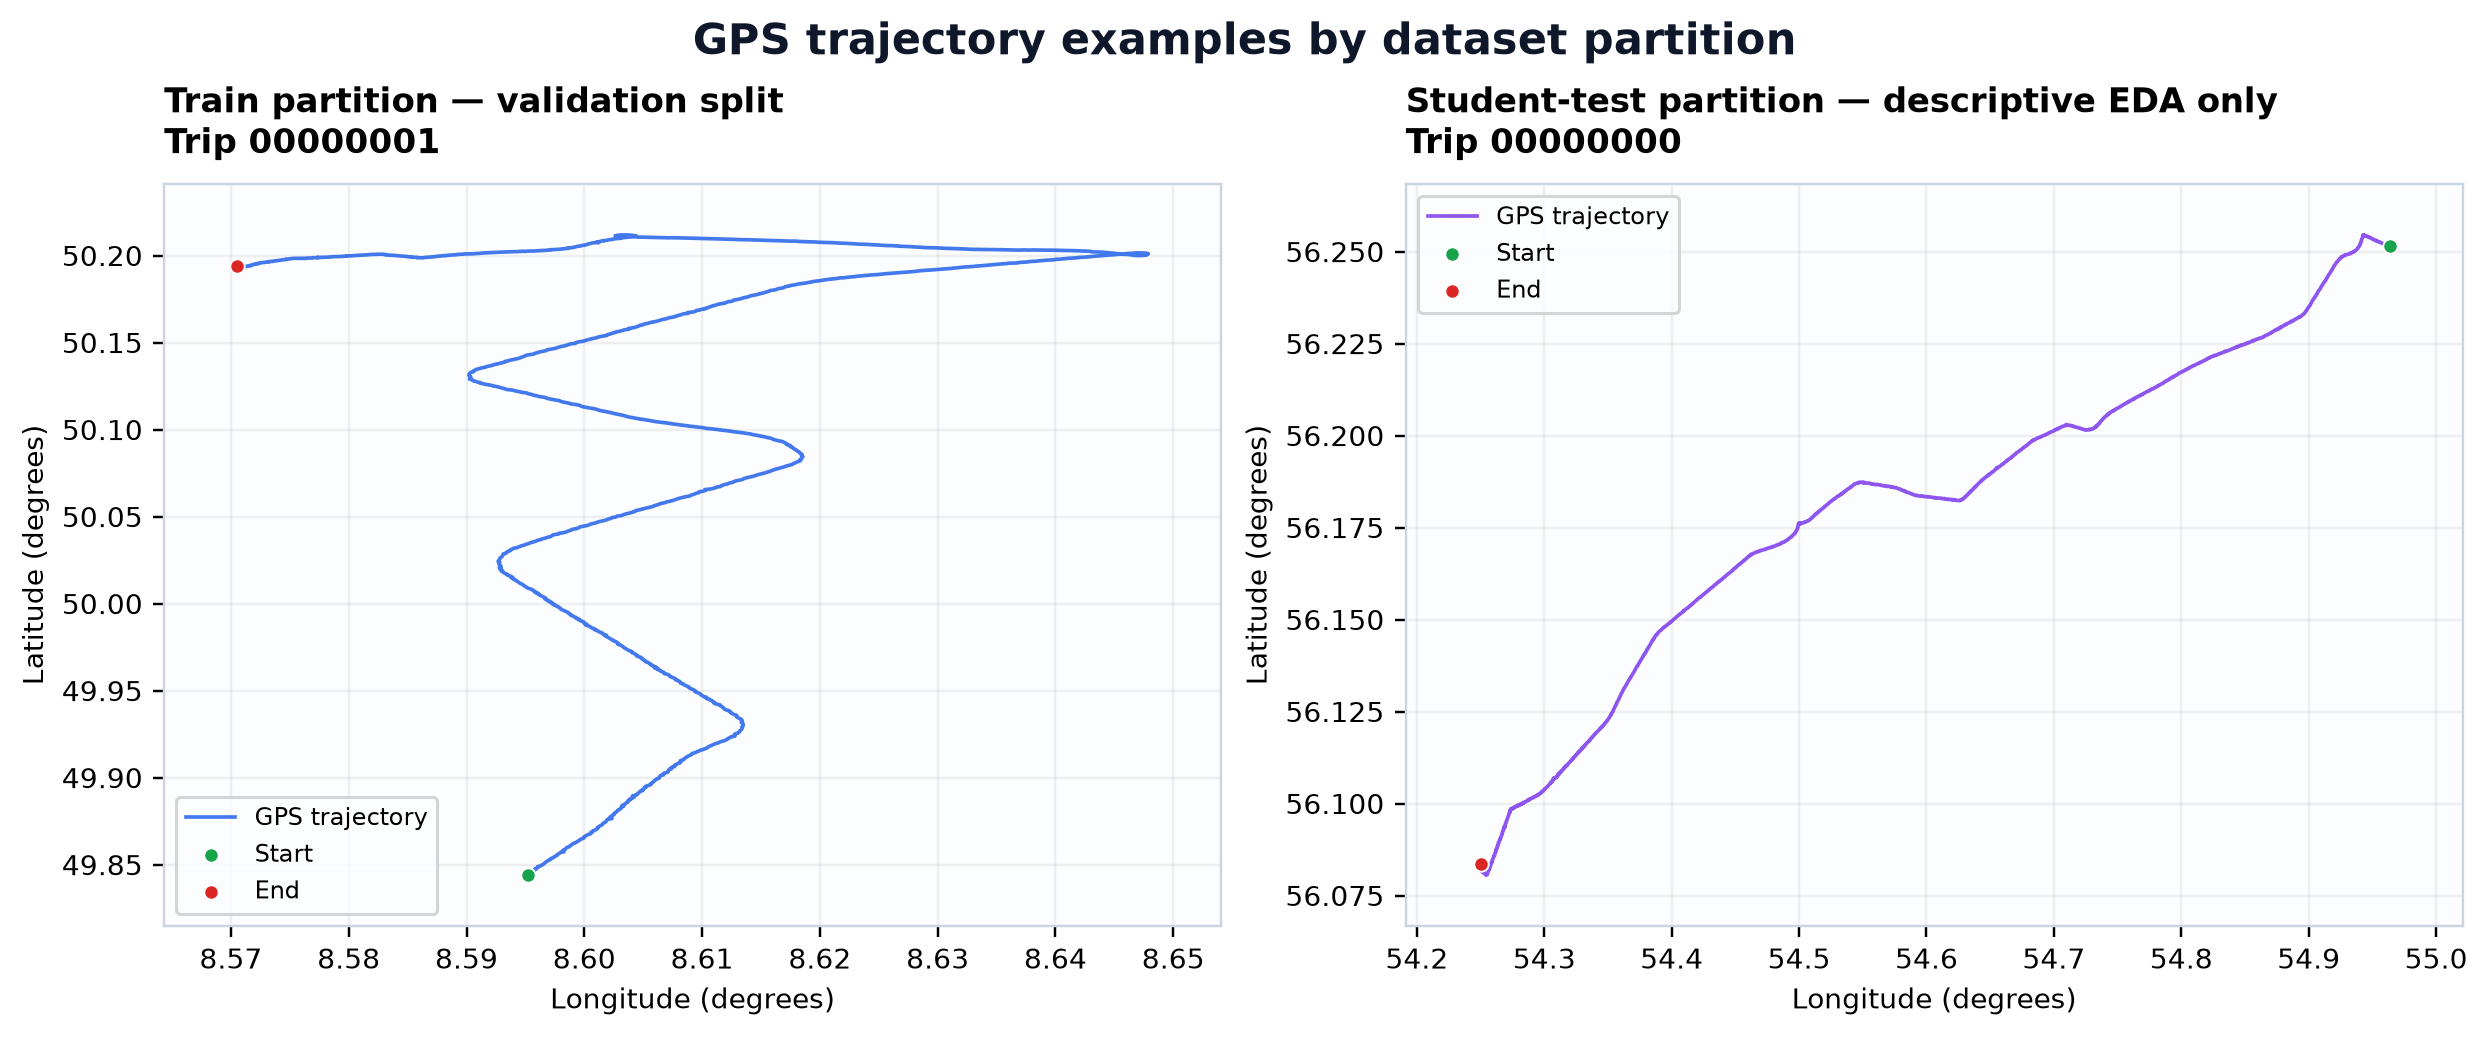 GPS trajectory examples by dataset partition
Train partition — validation split
Trip 00000001
Latitude (degrees)
50.20
50.15
50.10
50.05
50.00
49.95
49.90
49.85
GPS trajectory
Start
End
8.57 8.58 8.59 8.60 8.61 8.62 8.63 8.64 8.65
Longitude (degrees)
Student-test partition — descriptive EDA only
Trip 00000000
Latitude (degrees)
56.250
56.225
56.200
56.175
56.150
56.125
56.100
56.075
GPS trajectory
Start
End
54.2 54.3 54.4 54.5 54.6 54.7 54.8 54.9 55.0
Longitude (degrees)